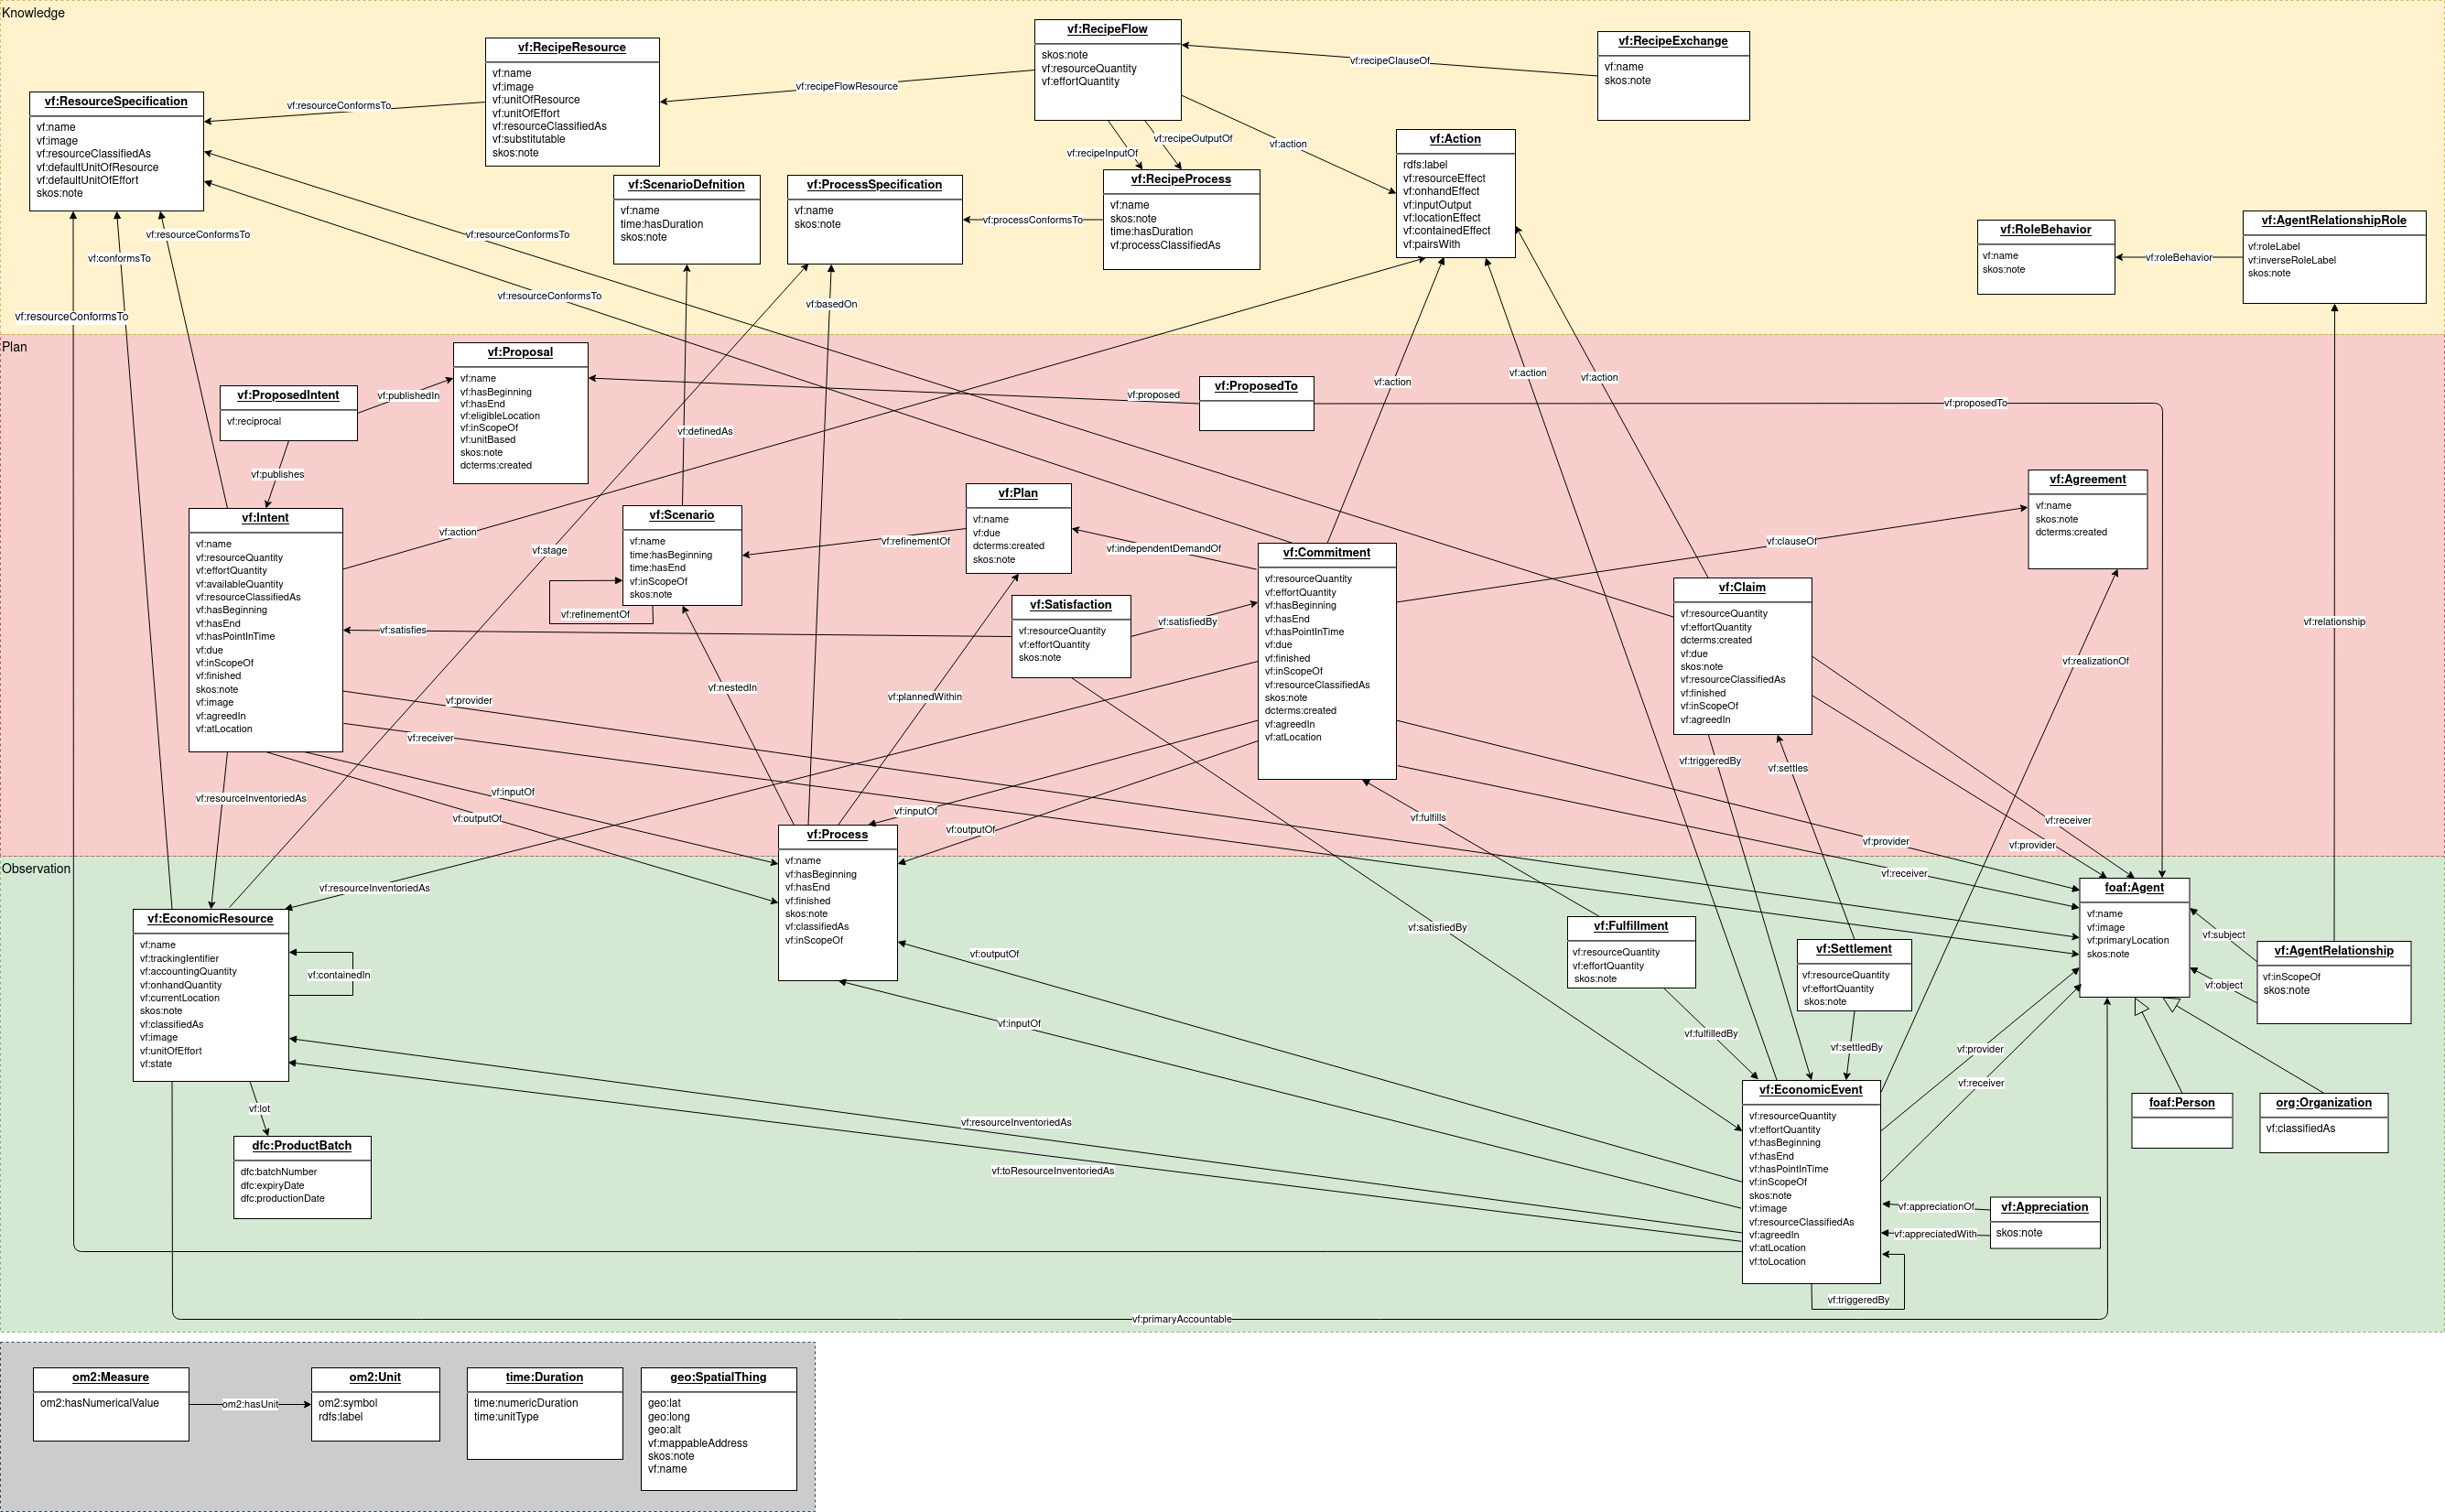 Knowledge
vf:RecipeFlow
skos:note
vf:resourceQuantity
vf:effortQuantity
vf:RecipeExchange
vf:name
skos:note
vf:recipeClauseOf
vf:RecipeResource
vf:name
vf:image
vf:unitOfResource
vf:unitOfEffort
vf:resourceClassifiedAs
vf:substitutable
skos:note
vf:recipeFlowResource
vf:ResourceSpecification
vf:name
vf:image
vf:resourceClassifiedAs
vf:defaultUnitOfResource
vf:defaultUnitOfEffort
skos:note
vf:resourceConformsTo
vf:recipeInputOf
vf:recipeOutputOf
vf:action
vf:Action
rdfs:label
vf:resourceEffect
vf:onhandEffect
vf:inputOutput
vf:locationEffect
vf:containedEffect
vf:pairsWith
vf:ScenarioDefnition
vf:name
time:hasDuration
skos:note
vf:ProcessSpecification
vf:name
skos:note
vf:processConformsTo
vf:RecipeProcess
vf:name
skos:note
time:hasDuration
vf:processClassifiedAs
vf:RoleBehavior
vf:name
skos:note
vf:roleBehavior
vf:AgentRelationshipRole
vf:roleLabel
vf:inverseRoleLabel
skos:note
vf:resourceConformsTo
vf:conformsTo
vf:resourceConformsTo
vf:resourceConformsTo
vf:resourceConformsTo
vf:basedOn
Plan
vf:Proposal
vf:name
vf:hasBeginning
vf:hasEnd
vf:eligibleLocation
vf:inScopeOf
vf:unitBased
skos:note
dcterms:created
vf:ProposedIntent
vf:reciprocal
vf:publishedIn
vf:publishes
vf:ProposedTo
vf:proposed
vf:proposedTo
vf:action
vf:action
vf:action
vf:definedAs
vf:Agreement
vf:name
skos:note
dcterms:created
vf:Intent
vf:name
vf:resourceQuantity
vf:effortQuantity
vf:availableQuantity
vf:resourceClassifiedAs
vf:hasBeginning
vf:hasEnd
vf:hasPointInTime
vf:due
vf:inScopeOf
vf:finished
skos:note
vf:image
vf:agreedIn
vf:atLocation
vf:action
vf:stage
vf:Scenario
vf:name
time:hasBeginning
time:hasEnd
vf:inScopeOf
skos:note
vf:refinementOf
vf:refinementOf
vf:Plan
vf:name
vf:due
dcterms:created
skos:note
vf:independentDemandOf
vf:Commitment
vf:resourceQuantity
vf:effortQuantity
vf:hasBeginning
vf:hasEnd
vf:hasPointInTime
vf:due
vf:finished
vf:inScopeOf
vf:resourceClassifiedAs
skos:note
dcterms:created
vf:agreedIn
vf:atLocation
vf:clauseOf
vf:Satisfaction
vf:resourceQuantity
vf:effortQuantity
skos:note
vf:satisfies
vf:satisfiedBy
vf:Claim
vf:resourceQuantity
vf:effortQuantity
dcterms:created
vf:due
skos:note
vf:resourceClassifiedAs
vf:finished
vf:inScopeOf
vf:agreedIn
vf:relationship
vf:realizationOf
vf:nestedIn
vf:plannedWithin
vf:provider
vf:receiver
vf:triggeredBy
vf:settles
vf:resourceInventoriedAs
vf:inputOf
vf:outputOf
vf:inputOf
vf:outputOf
vf:fulfills
vf:receiver
vf:provider
vf:provider
vf:receiver
Observation
vf:Process
vf:name
vf:hasBeginning
vf:hasEnd
vf:finished
skos:note
vf:classifiedAs
vf:inScopeOf
vf:resourceInventoriedAs
vf:EconomicResource
vf:name
vf:trackingIdentifier
vf:accountingQuantity
vf:onhandQuantity
vf:currentLocation
skos:note
vf:classifiedAs
vf:image
vf:unitOfEffort
vf:state
vf:containedIn
vf:outputOf
vf:inputOf
vf:satisfiedBy
vf:Fulfillment
vf:resourceQuantity
vf:effortQuantity
skos:note
vf:fulfilledBy
vf:Settlement
vf:resourceQuantity
vf:effortQuantity
skos:note
vf:settledBy
foaf:Agent
vf:name
vf:image
vf:primaryLocation
skos:note
vf:subject
vf:object
vf:AgentRelationship
vf:inScopeOf
skos:note
vf:provider
vf:receiver
foaf:Person
org:Organization
vf:classifiedAs
vf:lot
dfc:ProductBatch
dfc:batchNumber
dfc:expiryDate
dfc:productionDate
vf:resourceInventoriedAs
vf:toResourceInventoriedAs
vf:EconomicEvent
vf:resourceQuantity
vf:effortQuantity
vf:hasBeginning
vf:hasEnd
vf:hasPointInTime
vf:inScopeOf
skos:note
vf:image
vf:resourceClassifiedAs
vf:agreedIn
vf:atLocation
vf:toLocation
vf:appreciationOf
vf:appreciatedWith
vf:Appreciation
skos:note
vf:triggeredBy
vf:primaryAccountable
om2:Measure
om2:hasNumericalValue
om2:hasUnit
om2:Unit
om2:symbol
rdfs:label
time:Duration
time:numericDuration
time:unitType
geo:SpatialThing
geo:lat
geo:long
geo:alt
vf:mappableAddress
skos:note
vf:name